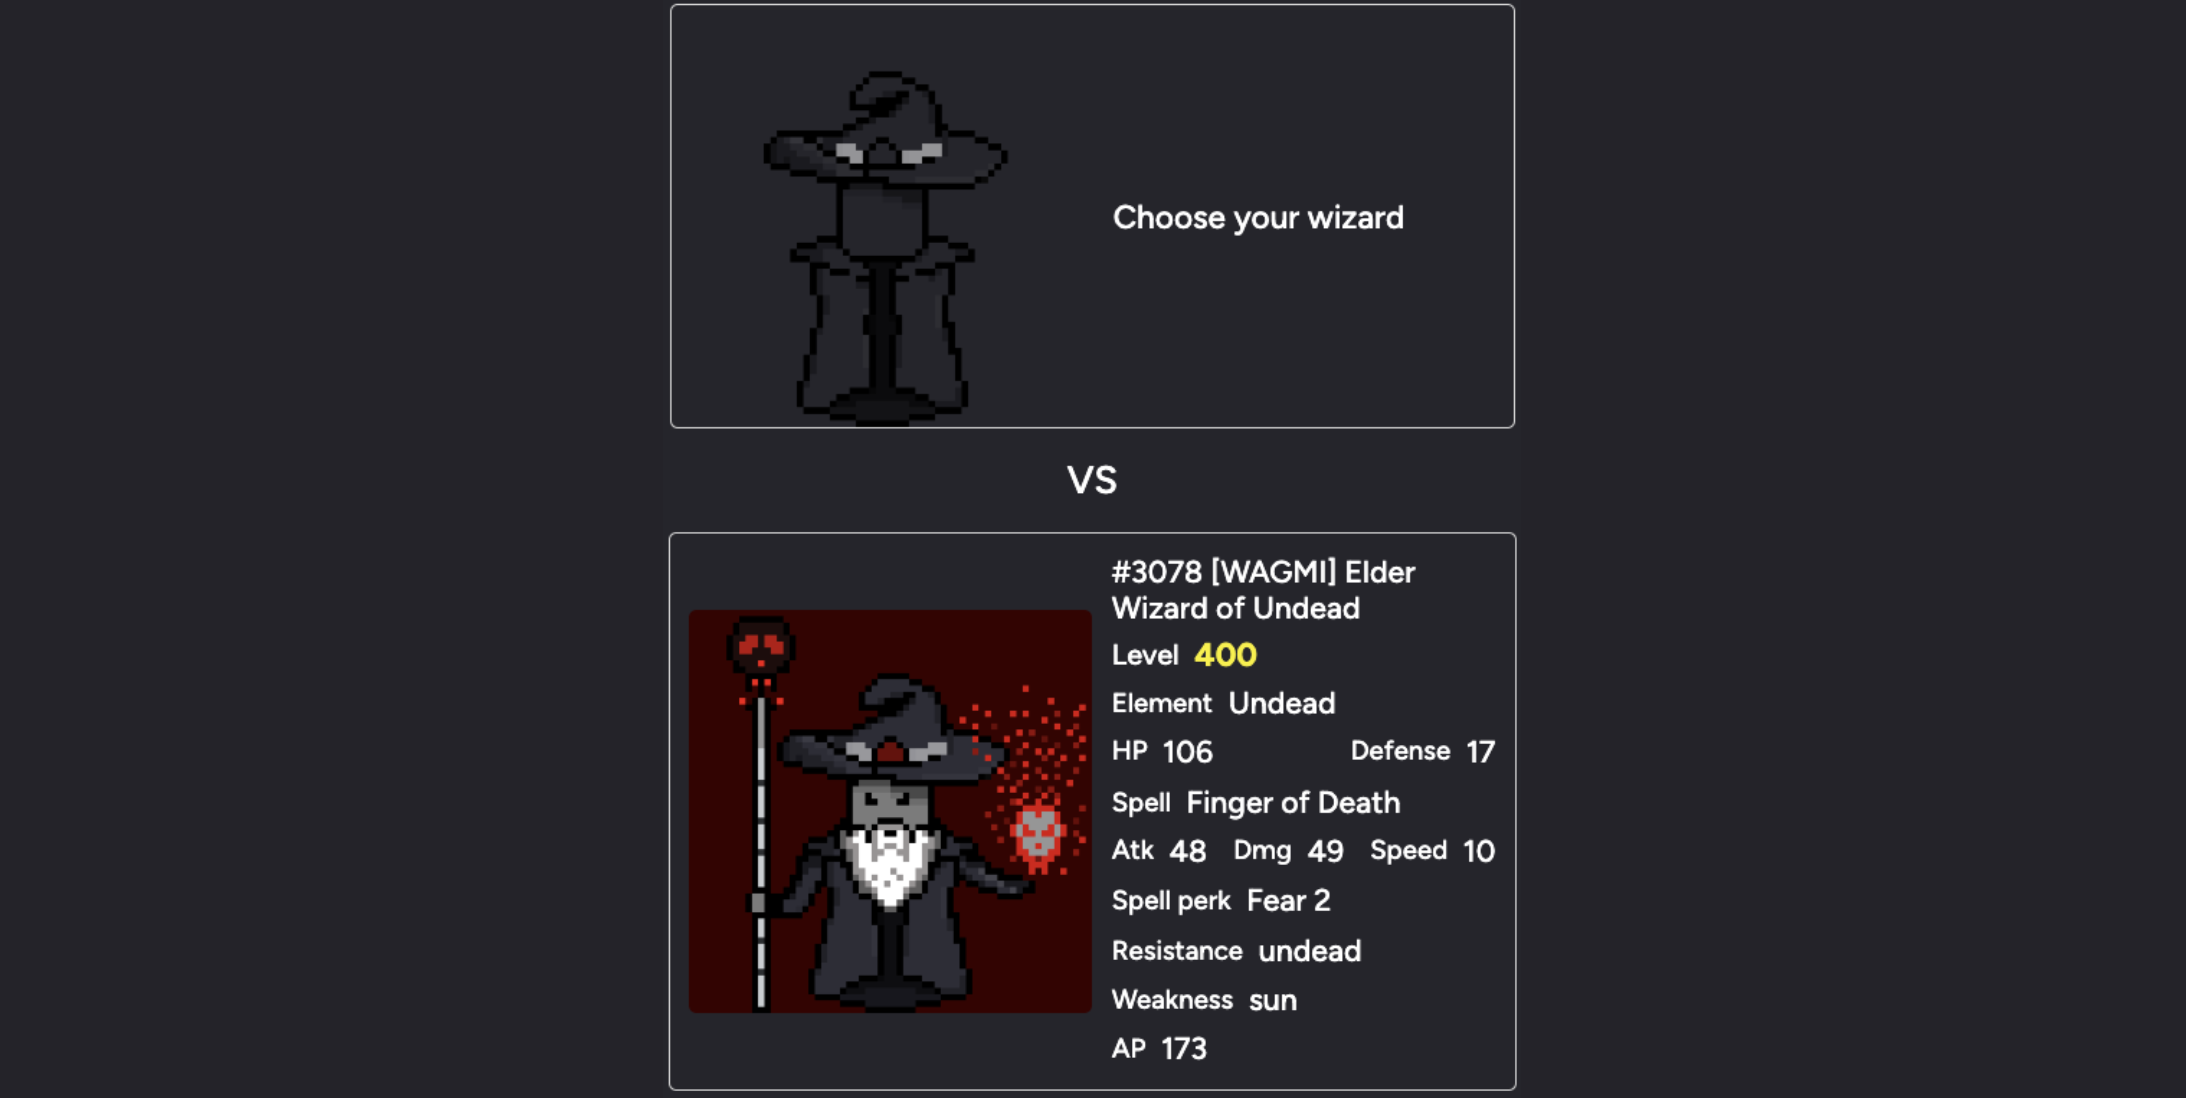 Choose your wizard
VS
#3078 [WAGMI] Elder
Wizard of Undead
Level 400
Element Undead
HP 106 Defense 17
Spell Finger of Death
Atk 48 Dmg 49 Speed 10
Spell perk Fear 2
Resistance undead
Weakness sun
AP 173